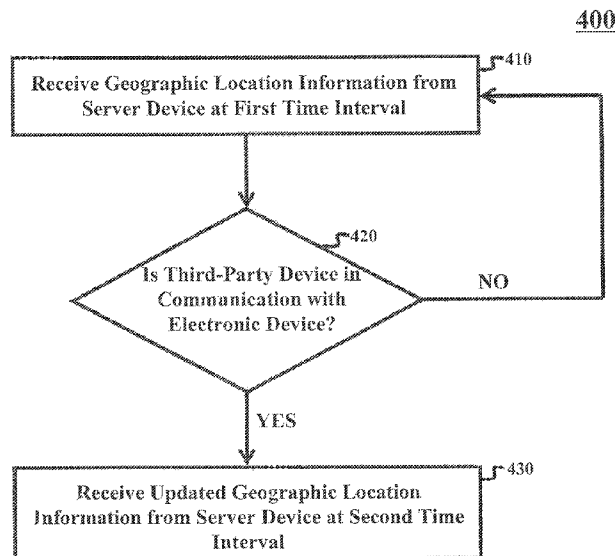 400
410
Receive Geographic Location Information from
Server Device at First Time Interval
420
Is Third-Party Device in
Communication with
Electronic Device?
NO
YES
430
Receive Updated Geographic Location
Information from Server Device at Second Time
Interval